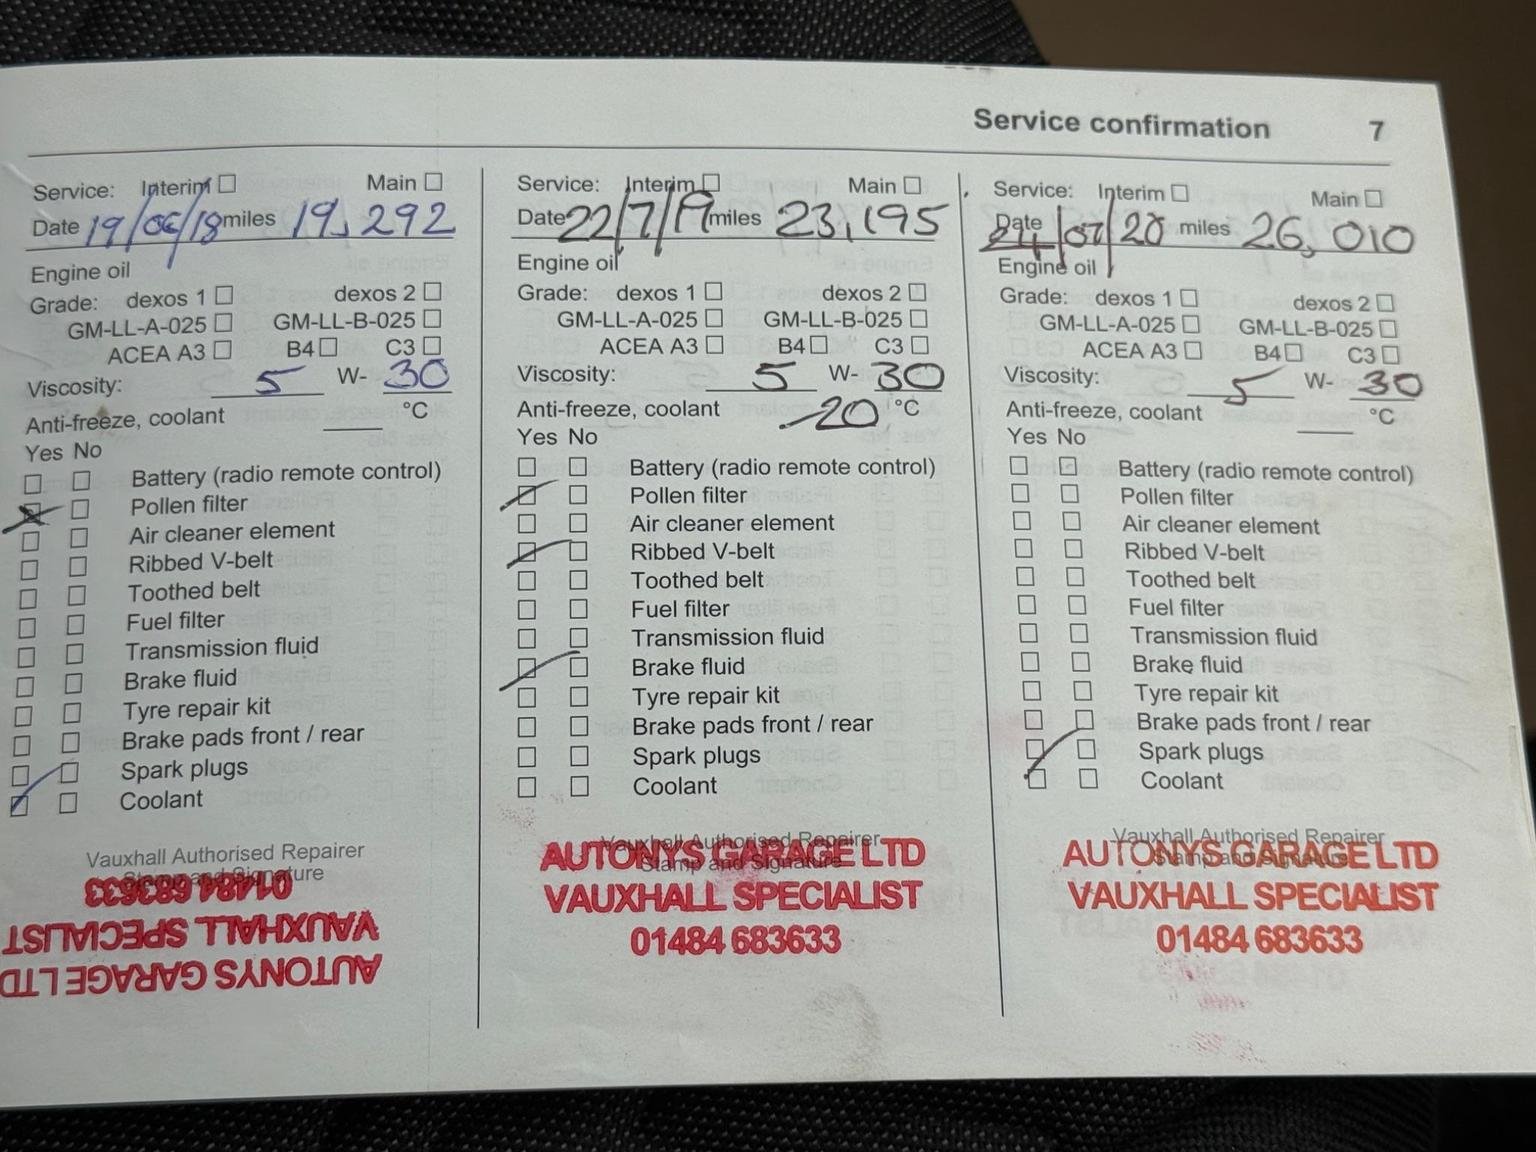 Service confirmation 7
Service: Interim Main
Date 19/06/18 miles 19,292
Engine oil
Grade: dexos 1 dexos 2
GM-LL-A-025 GM-LL-B-025
ACEA A3 B4 C3
Viscosity: 5 W- 30
Anti-freeze, coolant °C
Yes No
Battery (radio remote control)
Pollen filter
Air cleaner element
Ribbed V-belt
Toothed belt
Fuel filter
Transmission fluid
Brake fluid
Tyre repair kit
Brake pads front / rear
Spark plugs
Coolant
Vauxhall Authorised Repairer
Stamp and Signature
AUTONYS GARAGE LTD
VAUXHALL SPECIALIST
01484 683633
Service: Interim Main
Date 22/7/19 miles 23,195
Engine oil
Grade: dexos 1 dexos 2
GM-LL-A-025 GM-LL-B-025
ACEA A3 B4 C3
Viscosity: 5 W- 30
Anti-freeze, coolant -20 °C
Yes No
Battery (radio remote control)
Pollen filter
Air cleaner element
Ribbed V-belt
Toothed belt
Fuel filter
Transmission fluid
Brake fluid
Tyre repair kit
Brake pads front / rear
Spark plugs
Coolant
Vauxhall Authorised Repairer
Stamp and Signature
AUTONYS GARAGE LTD
VAUXHALL SPECIALIST
01484 683633
Service: Interim Main
Date 24/07/20 miles 26,010
Engine oil
Grade: dexos 1 dexos 2
GM-LL-A-025 GM-LL-B-025
ACEA A3 B4 C3
Viscosity: 5 W- 30
Anti-freeze, coolant °C
Yes No
Battery (radio remote control)
Pollen filter
Air cleaner element
Ribbed V-belt
Toothed belt
Fuel filter
Transmission fluid
Brake fluid
Tyre repair kit
Brake pads front / rear
Spark plugs
Coolant
Vauxhall Authorised Repairer
Stamp and Signature
AUTONYS GARAGE LTD
VAUXHALL SPECIALIST
01484 683633